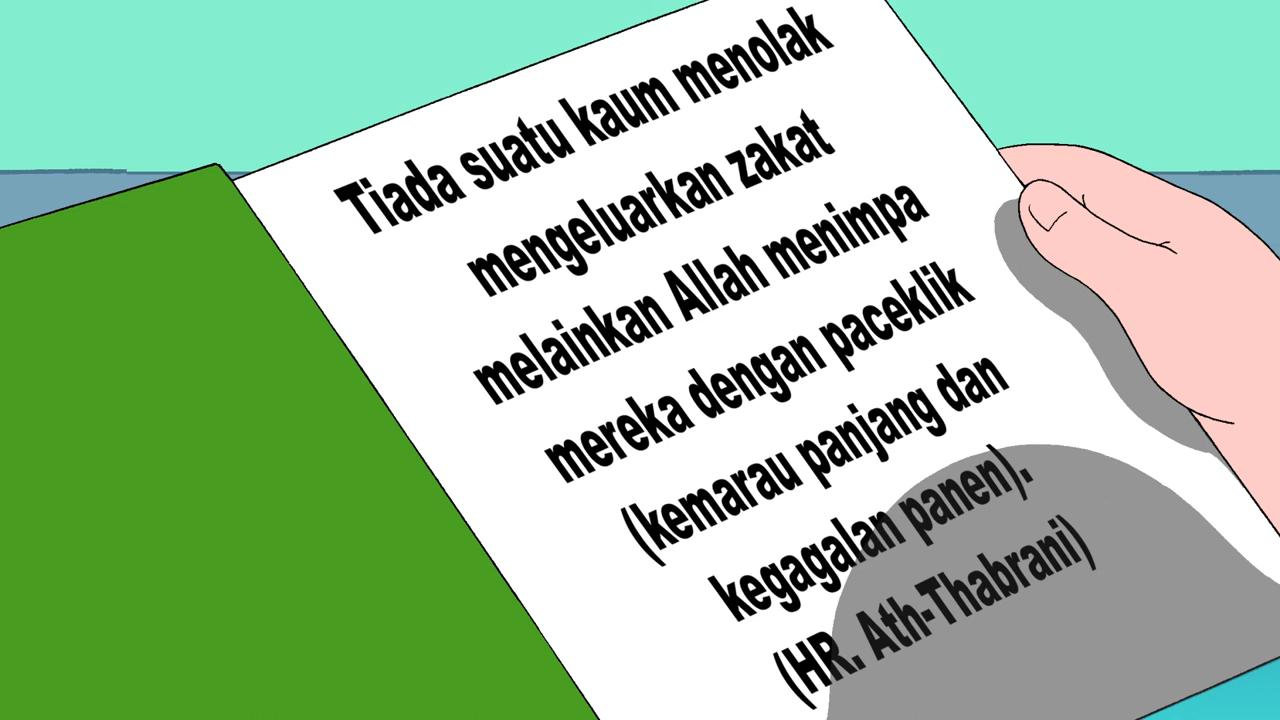 Tiada suatu kaum menolak
mengeluarkan zakat
melainkan Allah menimpa
mereka dengan paceklik
(kemarau panjang dan
kegagalan panen).
(HR. Ath-Thabrani)